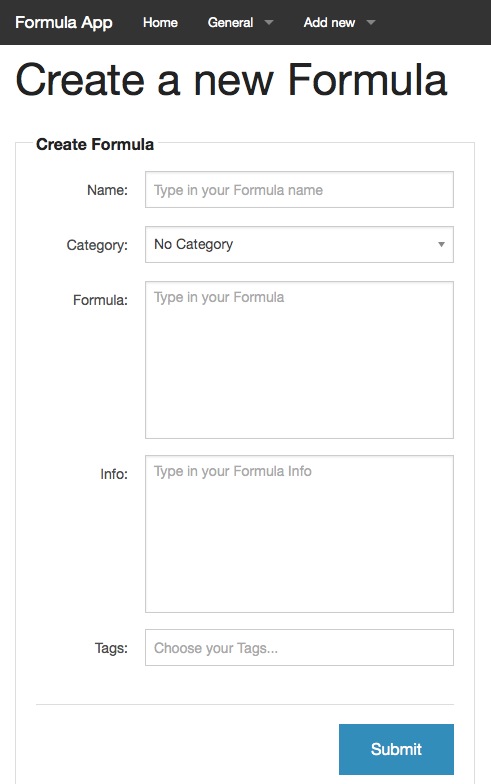 Formula App Home General Add new
Create a new Formula
Create Formula
Name: Type in your Formula name
Category: No Category
Formula: Type in your Formula
Info: Type in your Formula Info
Tags: Choose your Tags...
Submit